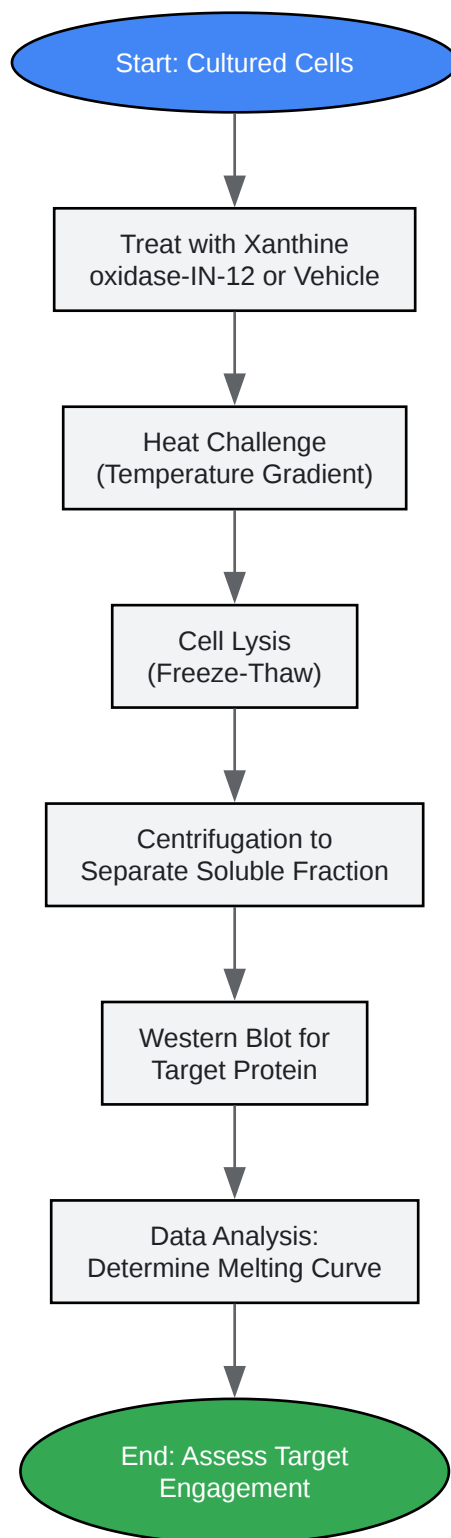 Start: Cultured Cells
Treat with Xanthine
oxidase-IN-12 or Vehicle
Heat Challenge
(Temperature Gradient)
Cell Lysis
(Freeze-Thaw)
Centrifugation to
Separate Soluble Fraction
Western Blot for
Target Protein
Data Analysis:
Determine Melting Curve
End: Assess Target
Engagement